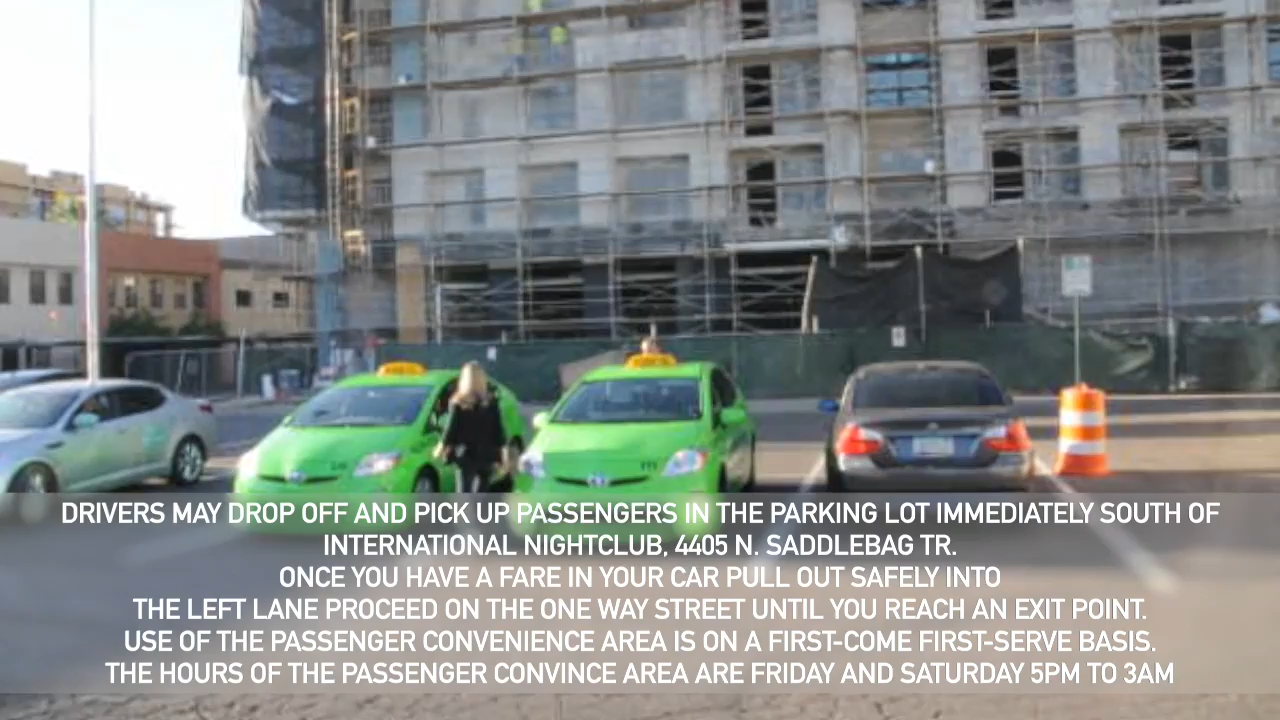 DRIVERS MAY DROP OFF AND PICK UP PASSENGERS IN THE PARKING LOT IMMEDIATELY SOUTH OF
INTERNATIONAL NIGHTCLUB, 4405 N. SADDLEBAG TR.
ONCE YOU HAVE A FARE IN YOUR CAR PULL OUT SAFELY INTO
THE LEFT LANE PROCEED ON THE ONE WAY STREET UNTIL YOU REACH AN EXIT POINT.
USE OF THE PASSENGER CONVENIENCE AREA IS ON A FIRST-COME FIRST-SERVE BASIS.
THE HOURS OF THE PASSENGER CONVINCE AREA ARE FRIDAY AND SATURDAY 5PM TO 3AM